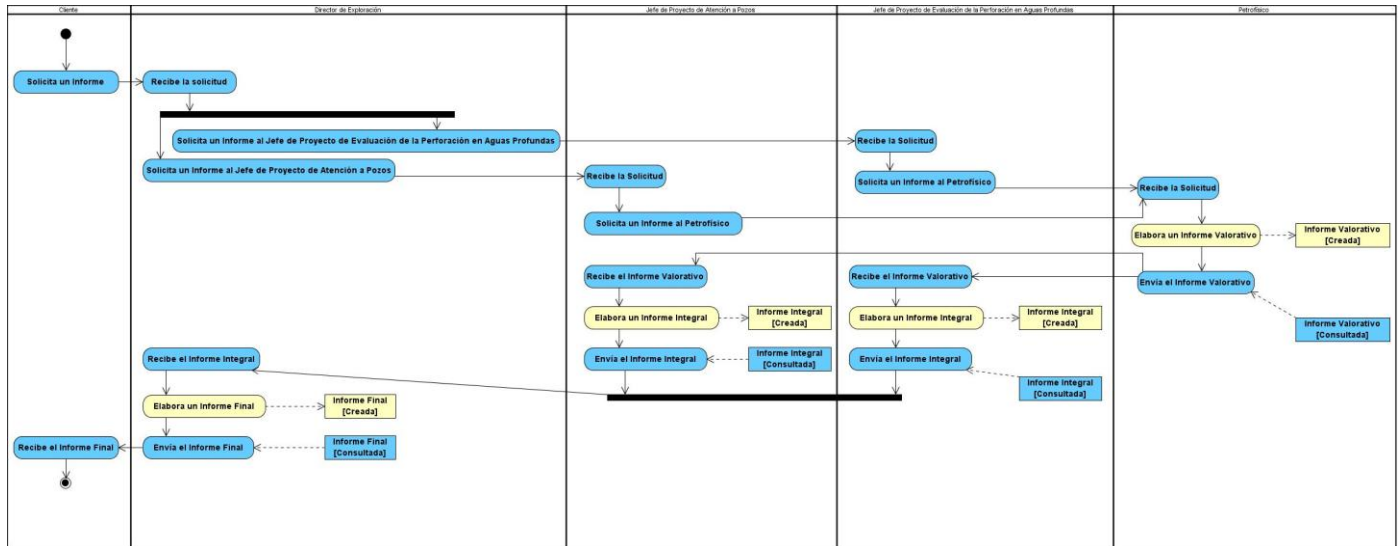 Cliente
Director de Exploración
Jefe de Proyecto de Atención a Pozos
Jefe de Proyecto de Evaluación de la Perforación en Aguas Profundas
Petrofísico
Solicita un Informe
Recibe la solicitud
Solicita un Informe al Jefe de Proyecto de Evaluación de la Perforación en Aguas Profundas
Recibe la Solicitud
Solicita un Informe al Jefe de Proyecto de Atención a Pozos
Recibe la Solicitud
Solicita un Informe al Petrofísico
Recibe la Solicitud
Solicita un Informe al Petrofísico
Elabora un Informe Valorativo
Informe Valorativo
[Creada]
Recibe el Informe Valorativo
Recibe el Informe Valorativo
Envía el Informe Valorativo
Elabora un Informe Integral
Informe Integral
[Creada]
Elabora un Informe Integral
Informe Integral
[Creada]
Informe Valorativo
[Consultada]
Recibe el Informe Integral
Envía el Informe Integral
Informe Integral
[Consultada]
Envía el Informe Integral
Informe Integral
[Consultada]
Elabora un Informe Final
Informe Final
[Creada]
Recibe el Informe Final
Envía el Informe Final
Informe Final
[Consultada]